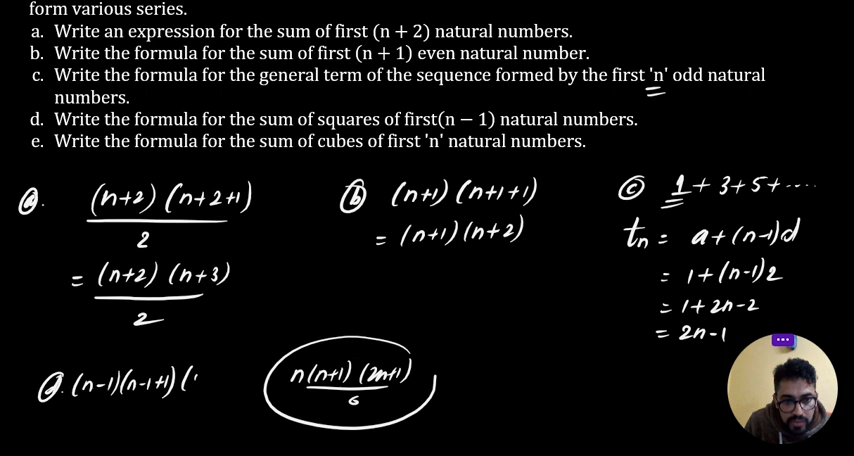 form various series.
a. Write an expression for the sum of first (n + 2) natural numbers.
b. Write the formula for the sum of first (n + 1) even natural number.
c. Write the formula for the general term of the sequence formed by the first 'n' odd natural
numbers.
d. Write the formula for the sum of squares of first(n − 1) natural numbers.
e. Write the formula for the sum of cubes of first 'n' natural numbers.
a. (n+2) (n+2+1)
2
= (n+2) (n+3)
2
b (n+1) (n+1+1)
= (n+1) (n+2)
c 1 + 3 + 5 + ....
tn = a + (n-1)d
= 1 + (n-1)2
= 1 + 2n - 2
= 2n - 1
d. (n-1)(n-1+1) (
n(n+1) (2n+1)
6